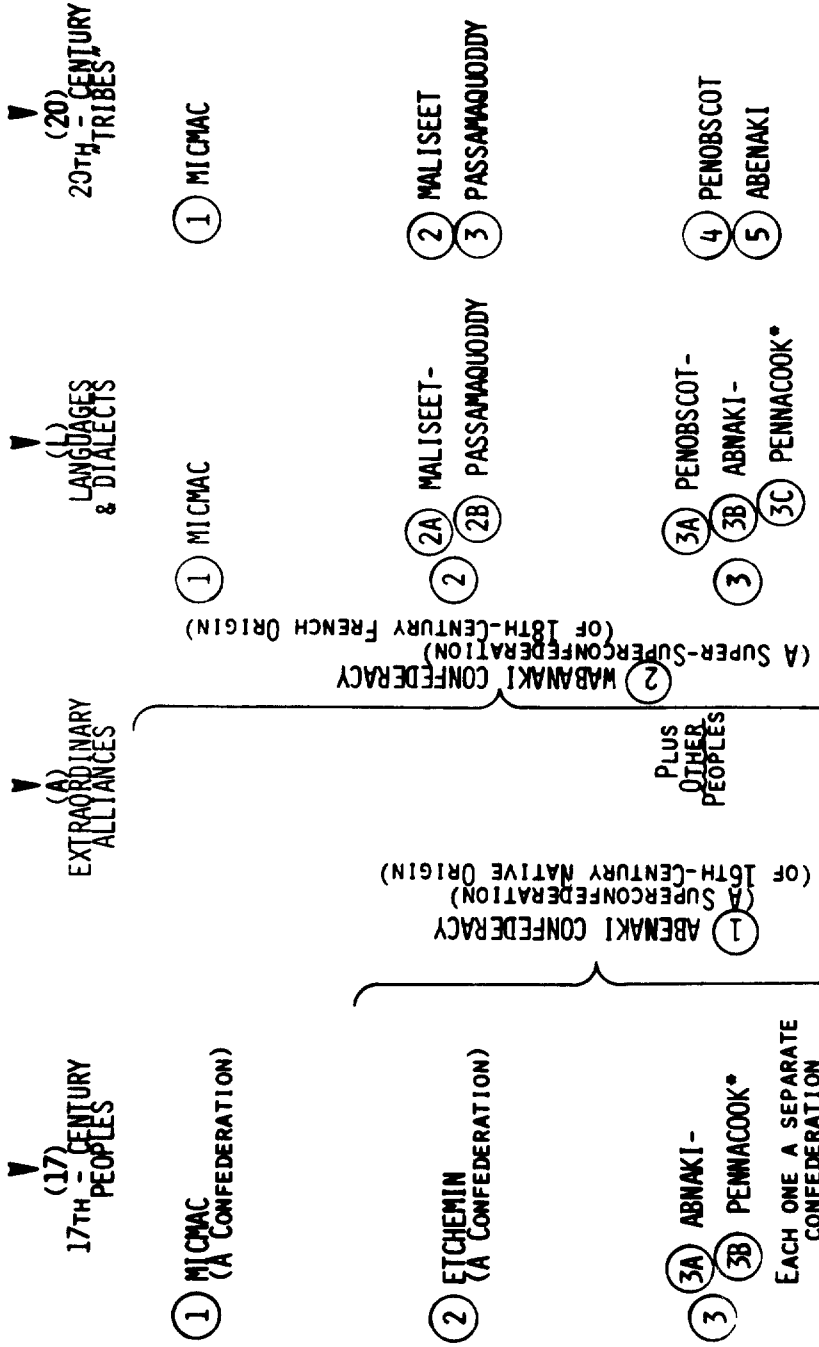 (17)
17TH - CENTURY
PEOPLES
1 MICMAC
(A CONFEDERATION)
2 ETCHEMIN
(A CONFEDERATION)
3
3A ABNAKI-
3B PENNACOOK*
EACH ONE A SEPARATE
CONFEDERATION
(A)
EXTRAORDINARY
ALLIANCES
1 ABENAKI CONFEDERACY
(A SUPERCONFEDERATION)
(OF 16TH-CENTURY NATIVE ORIGIN)
PLUS
OTHER
PEOPLES
2 WABANAKI CONFEDERACY
(A SUPER-SUPERCONFEDERATION)
(OF 18TH-CENTURY FRENCH ORIGIN)
(L)
LANGUAGES
& DIALECTS
1 MICMAC
2
2A MALISEET-
2B PASSAMAQUODDY
3
3A PENOBSCOT-
3B ABNAKI-
3C PENNACOOK*
(20)
20TH - CENTURY
"TRIBES"
1 MICMAC
2 MALISEET
3 PASSAMAQUODDY
4 PENOBSCOT
5 ABENAKI